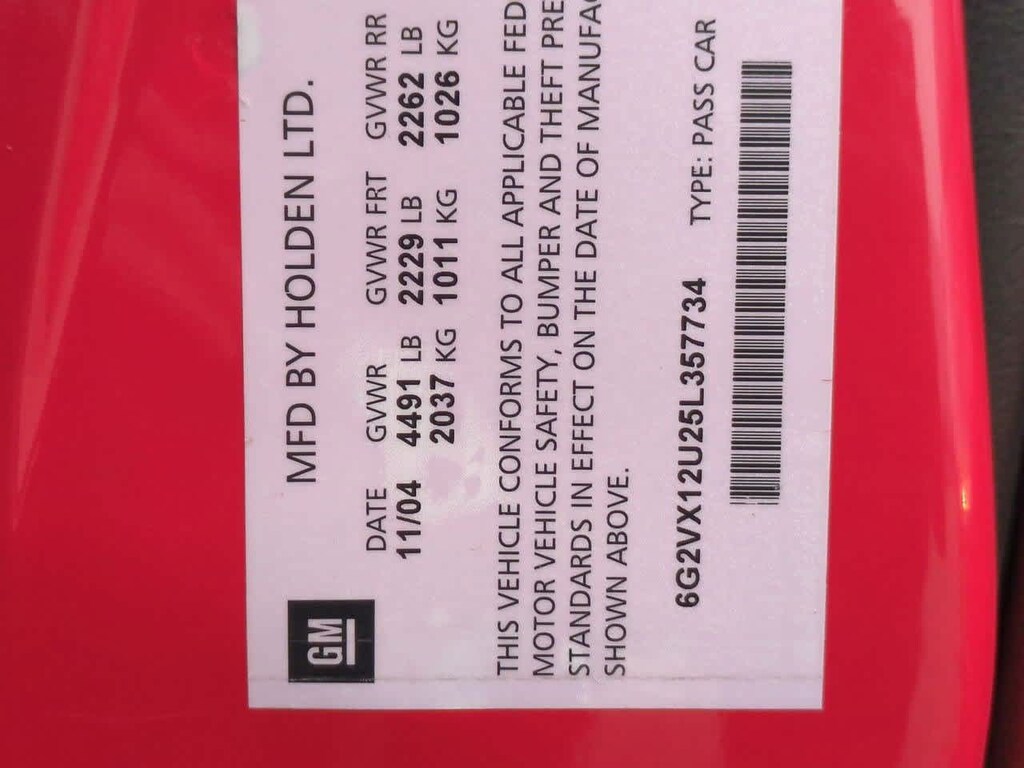 GM
MFD BY HOLDEN LTD.
DATE GVWR GVWR FRT GVWR RR
11/04 4491 LB 2229 LB 2262 LB
2037 KG 1011 KG 1026 KG
THIS VEHICLE CONFORMS TO ALL APPLICABLE FED
MOTOR VEHICLE SAFETY, BUMPER AND THEFT PRE
STANDARDS IN EFFECT ON THE DATE OF MANUFA
SHOWN ABOVE.
6G2VX12U25L357734 TYPE: PASS CAR